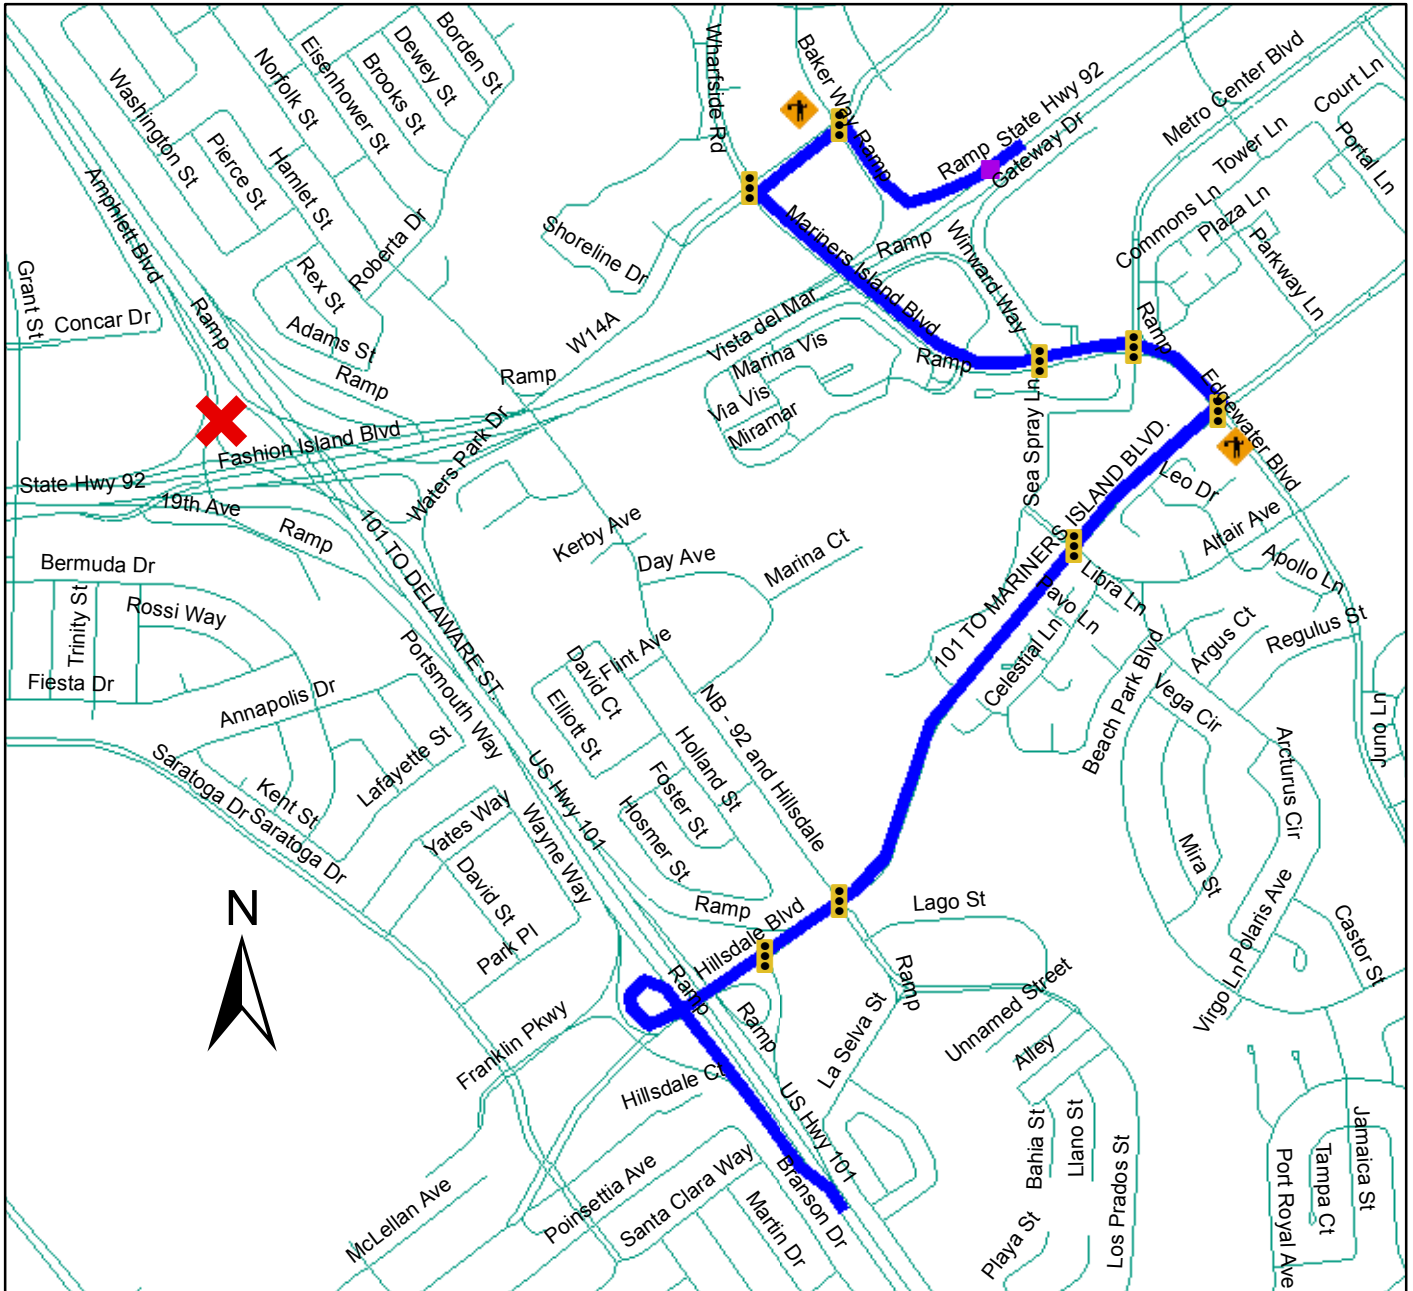 Borden St
Dewey St
Brooks St
Eisenhower St
Norfolk St
Washington St
Pierce St
Hamlet St
Rex St
Roberta Dr
Adams St
Amphlett Blvd
Grant St
Concar Dr
Ramp
Ramp
Ramp
Wharfside Rd
Baker Way
Ramp
Ramp
State Hwy 92
Gateway Dr
Metro Center Blvd
Court Ln
Tower Ln
Portal Ln
Commons Ln
Plaza Ln
Parkway Ln
Shoreline Dr
Mariners Island Blvd
Ramp
Winward Way
W14A
Vista del Mar
Marina Vis
Via Vis
Miramar
Ramp
Ramp
Edgewater Blvd
Sea Spray Ln
Fashion Island Blvd
State Hwy 92
19th Ave
Ramp
Waters Park Dr
101 TO DELAWARE ST.
101 TO MARINERS ISLAND BLVD.
Leo Dr
Altair Ave
Apollo Ln
Libra Ln
Pavo Ln
Celestial Ln
Argus Ct
Regulus St
Beach Park Blvd
Vega Cir
Juno Ln
Arcturus Cir
Mira St
Polaris Ave
Virgo Ln
Castor St
Kerby Ave
Day Ave
Marina Ct
Bermuda Dr
Trinity St
Rossi Way
Fiesta Dr
Annapolis Dr
Portsmouth Way
Lafayette St
Kent St
Saratoga Dr
Saratoga Dr
Flint Ave
David Ct
Elliott St
NB - 92 and Hillsdale
Holland St
Foster St
Hosmer St
US Hwy 101
Wayne Way
Yates Way
David St
Park Pl
Ramp
Hillsdale Blvd
Lago St
Ramp
Ramp
Ramp
La Selva St
Unnamed Street
Alley
N
Franklin Pkwy
Hillsdale Ct
US Hwy 101
Branson Dr
Poinsettia Ave
Santa Clara Way
Martin Dr
McLellan Ave
Bahia St
Llano St
Los Prados St
Playa St
Port Royal Ave
Tampa Ct
Jamaica St